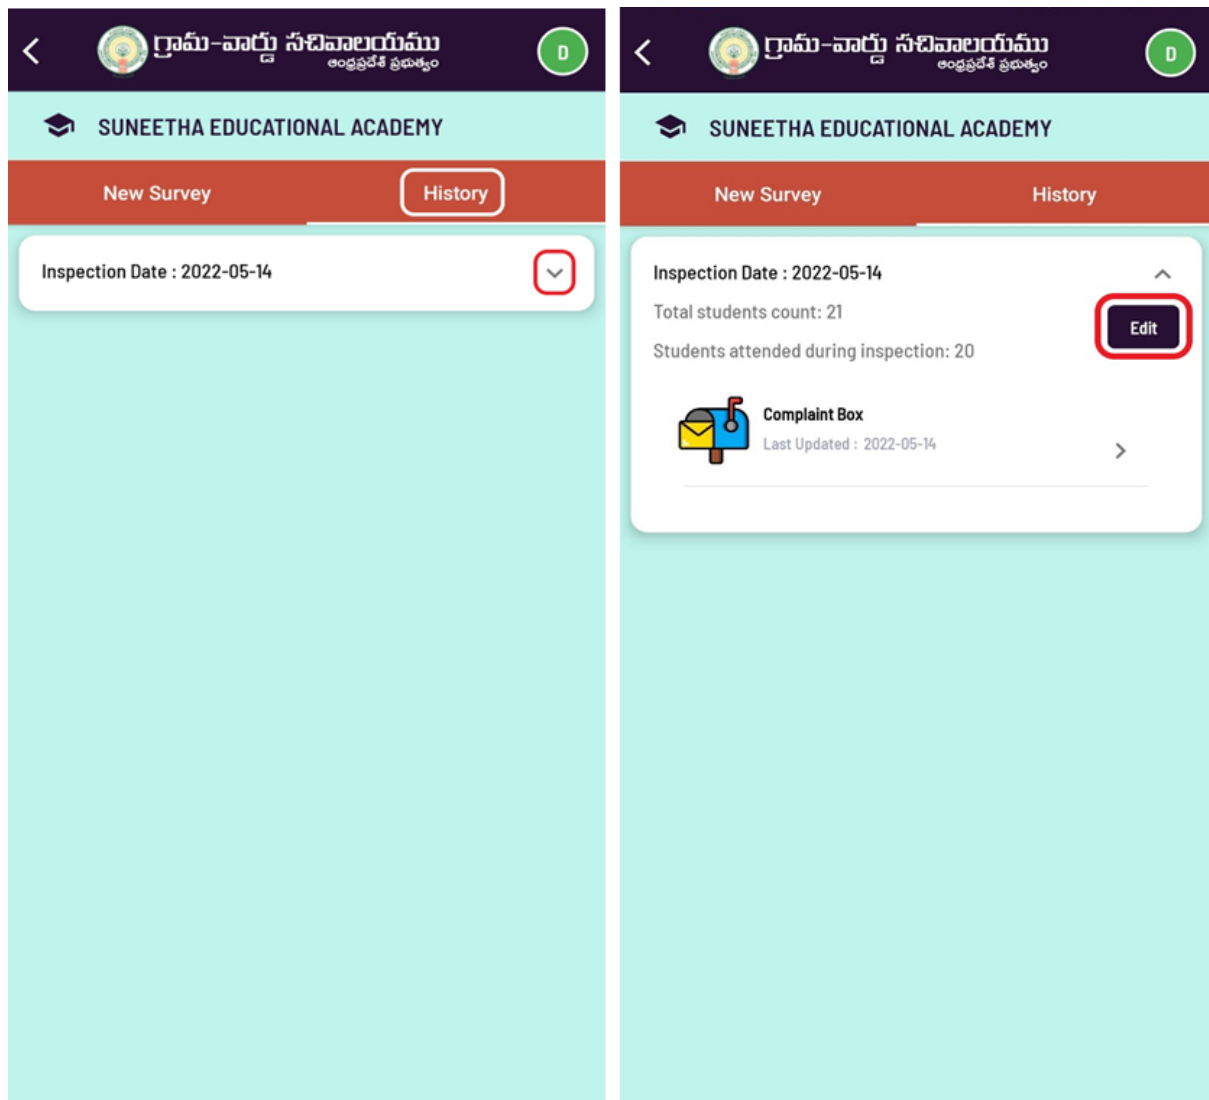 గ్రామ-వార్డు సచివాలయము
ఆంధ్రప్రదేశ్ ప్రభుత్వం
D
SUNEETHA EDUCATIONAL ACADEMY
New Survey
History
Inspection Date : 2022-05-14
గ్రామ-వార్డు సచివాలయము
ఆంధ్రప్రదేశ్ ప్రభుత్వం
D
SUNEETHA EDUCATIONAL ACADEMY
New Survey
History
Inspection Date : 2022-05-14
Total students count: 21
Edit
Students attended during inspection: 20
Complaint Box
Last Updated : 2022-05-14